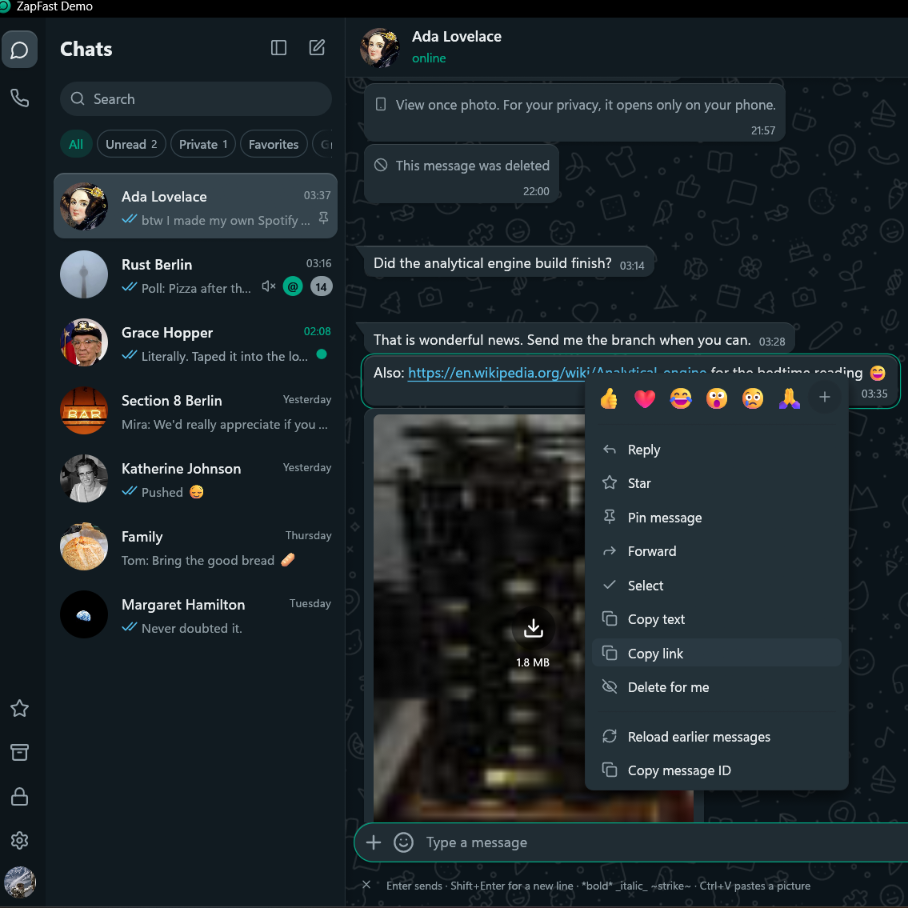 ZapFast Demo
Chats
Search
All
Unread 2
Private 1
Favorites
Ada Lovelace 03:37
btw I made my own Spotify ...
Rust Berlin 03:16
Poll: Pizza after th... @ 14
Grace Hopper 02:08
Literally. Taped it into the lo...
Section 8 Berlin Yesterday
Mira: We'd really appreciate if you ...
Katherine Johnson Yesterday
Pushed 😅
Family Thursday
Tom: Bring the good bread 🥖
Margaret Hamilton Tuesday
Never doubted it.
Ada Lovelace
online
View once photo. For your privacy, it opens only on your phone.
21:57
This message was deleted
22:00
Did the analytical engine build finish? 03:14
That is wonderful news. Send me the branch when you can. 03:28
Also: https://en.wikipedia.org/wiki/Analytical_engine for the bedtime reading 😄
03:35
👍 ❤️ 😂 😮 😢 🙏 +
Reply
Star
Pin message
Forward
Select
Copy text
Copy link
Delete for me
Reload earlier messages
Copy message ID
1.8 MB
Type a message
Enter sends · Shift+Enter for a new line · *bold* _italic_ ~strike~ · Ctrl+V pastes a picture